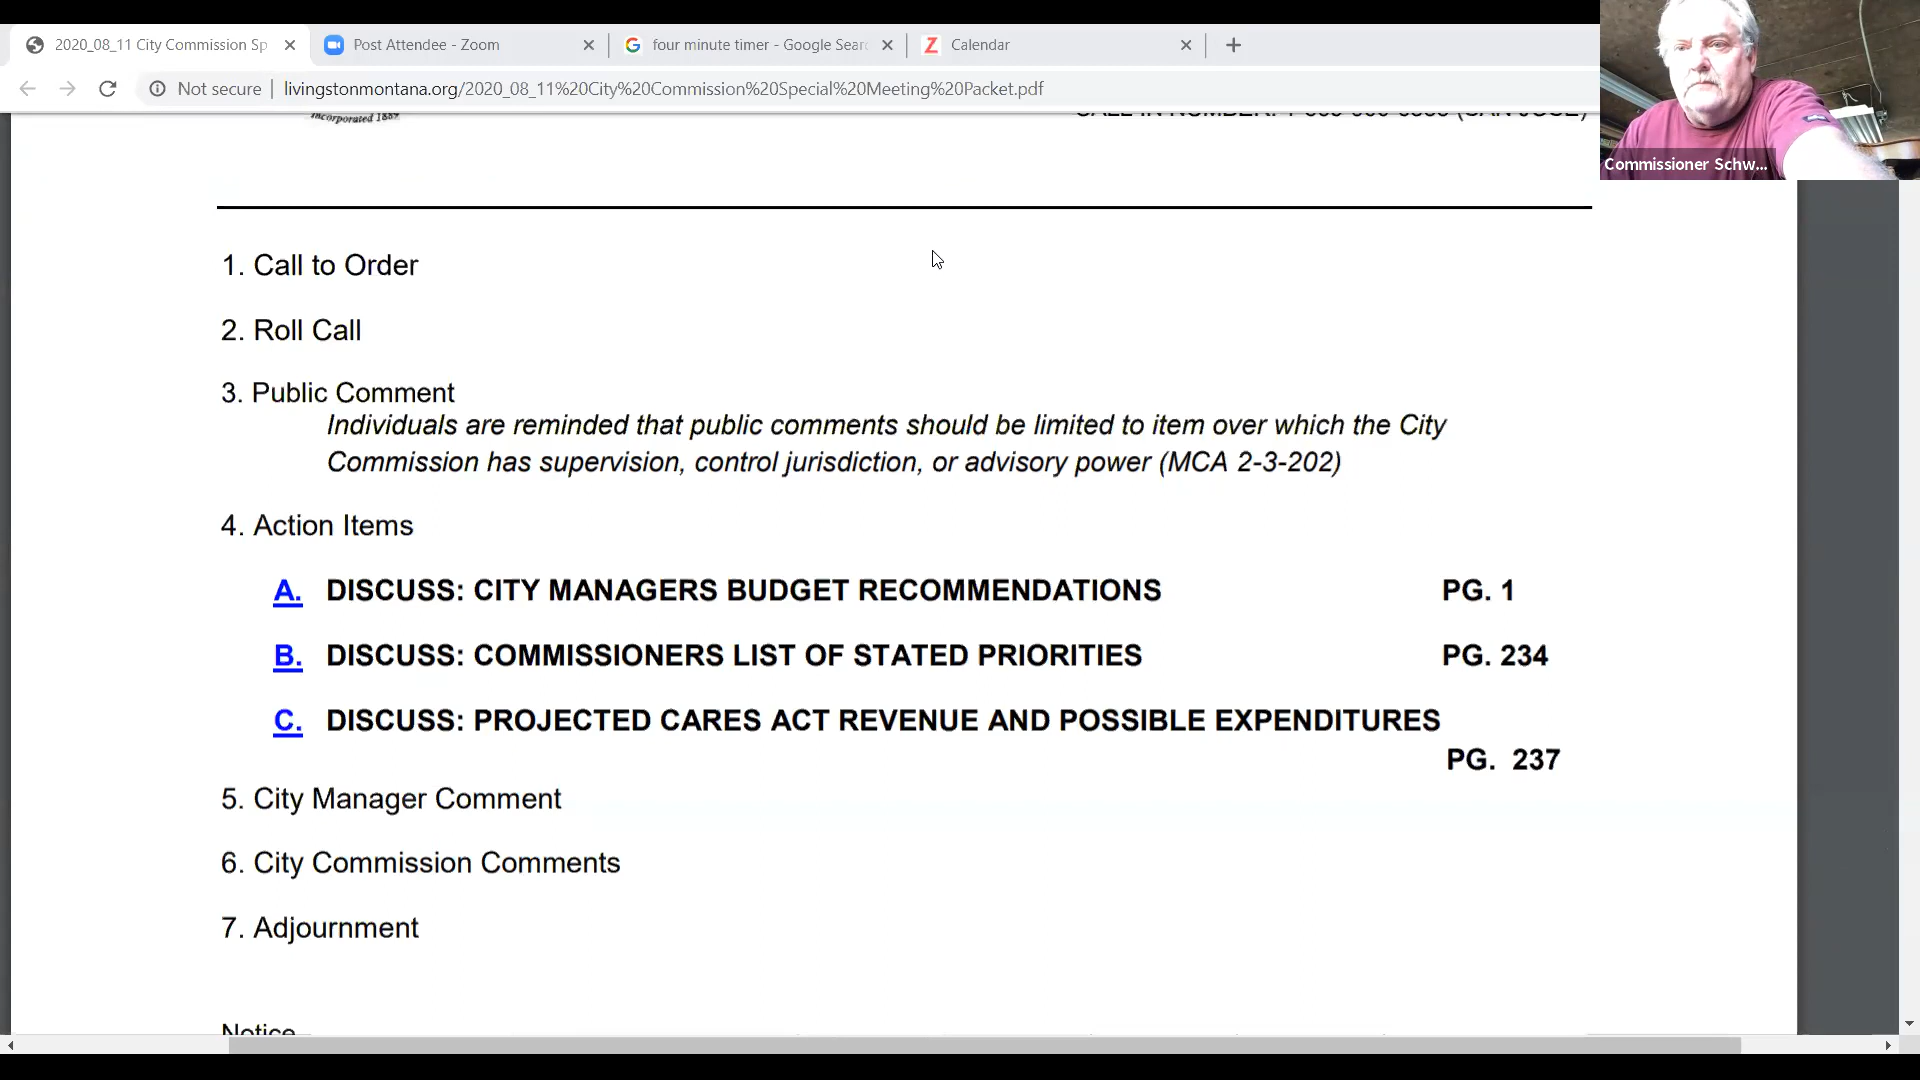 2020_08_11 City Commission Sp
Post Attendee - Zoom
four minute timer - Google Sear
Calendar
Not secure
livingstonmontana.org/2020_08_11%20City%20Commission%20Special%20Meeting%20Packet.pdf
Commissioner Schw...
Incorporated 1889
1. Call to Order
2. Roll Call
3. Public Comment
Individuals are reminded that public comments should be limited to item over which the City
Commission has supervision, control jurisdiction, or advisory power (MCA 2-3-202)
4. Action Items
A. DISCUSS: CITY MANAGERS BUDGET RECOMMENDATIONS PG. 1
B. DISCUSS: COMMISSIONERS LIST OF STATED PRIORITIES PG. 234
C. DISCUSS: PROJECTED CARES ACT REVENUE AND POSSIBLE EXPENDITURES
PG. 237
5. City Manager Comment
6. City Commission Comments
7. Adjournment
Notice